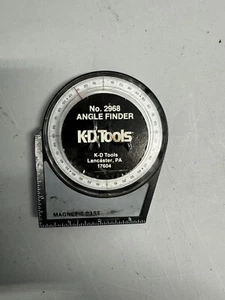 No. 2968
ANGLE FINDER
K-D Tools
K-D Tools
Lancaster, PA
17604
MAGNETIC BASE